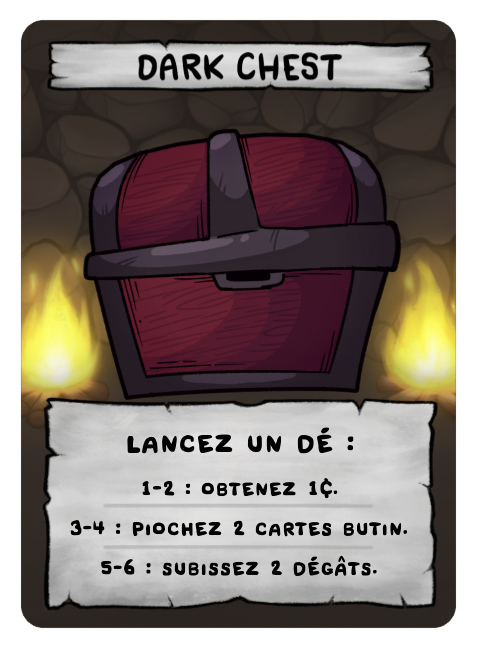 DARK CHEST
LANCEZ UN DÉ :
1-2 : OBTENEZ 1¢.
3-4 : PIOCHEZ 2 CARTES BUTIN.
5-6 : SUBISSEZ 2 DÉGÂTS.